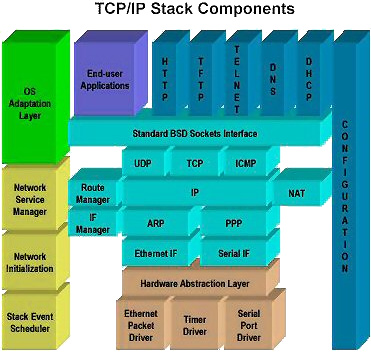 TCP/IP Stack Components
OS
Adaptation
Layer
End-user
Applications
HTTP
TFTP
TELNET
DNS
DHCP
CONFIGURATION
Standard BSD Sockets Interface
UDP
TCP
ICMP
Network
Service
Manager
Route
Manager
IP
NAT
IF
Manager
ARP
PPP
Network
Initialization
Ethernet IF
Serial IF
Hardware Abstraction Layer
Stack Event
Scheduler
Ethernet
Packet
Driver
Timer
Driver
Serial
Port
Driver